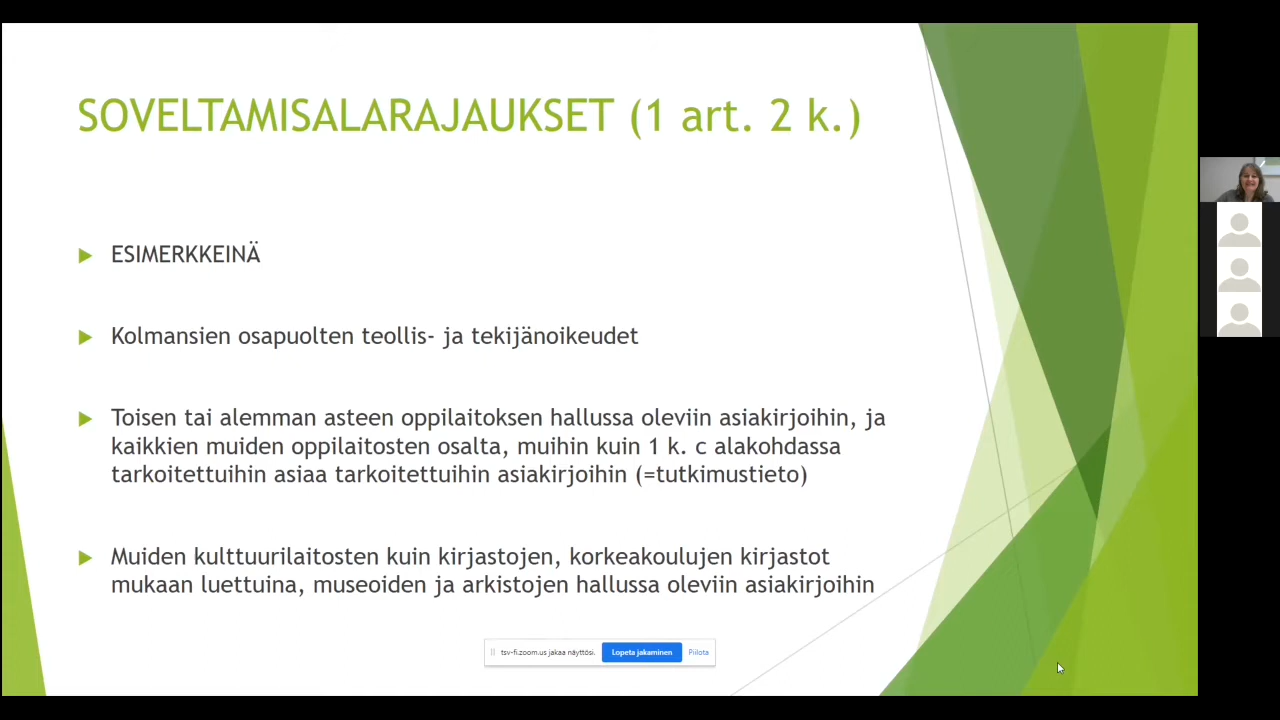 SOVELTAMISALARAJAUKSET (1 art. 2 k.)
ESIMERKKEINÄ
Kolmansien osapuolten teollis- ja tekijänoikeudet
Toisen tai alemman asteen oppilaitoksen hallussa oleviin asiakirjoihin, ja
kaikkien muiden oppilaitosten osalta, muihin kuin 1 k. c alakohdassa
tarkoitettuihin asiaa tarkoitettuihin asiakirjoihin (=tutkimustieto)
Muiden kulttuurilaitosten kuin kirjastojen, korkeakoulujen kirjastot
mukaan luettuina, museoiden ja arkistojen hallussa oleviin asiakirjoihin
tsv-fi.zoom.us jakaa näyttösi. Lopeta jakaminen Piilota